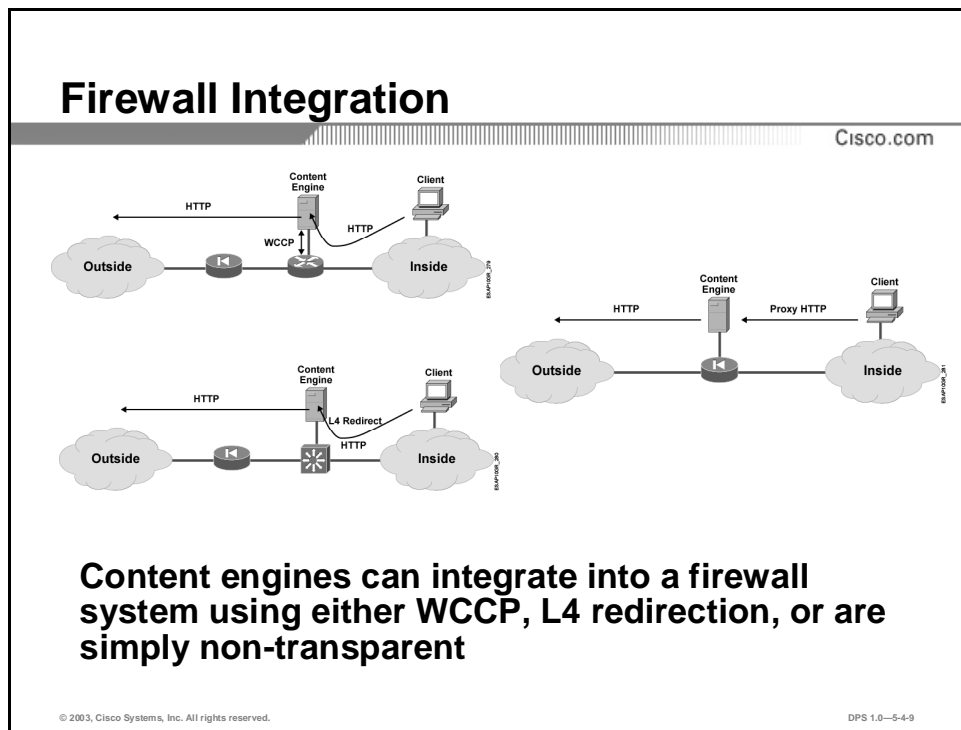 Firewall Integration
Cisco.com
Content
Engine
Client
HTTP
HTTP
WCCP
Outside
Inside
E8AP100R_279
Content
Engine
Client
HTTP
L4 Redirect
HTTP
Outside
Inside
E8AP100R_280
Content
Engine
Client
HTTP
Proxy HTTP
Outside
Inside
E8AP100R_281
Content engines can integrate into a firewall
system using either WCCP, L4 redirection, or are
simply non-transparent
© 2003, Cisco Systems, Inc. All rights reserved.
DPS 1.0—5-4-9